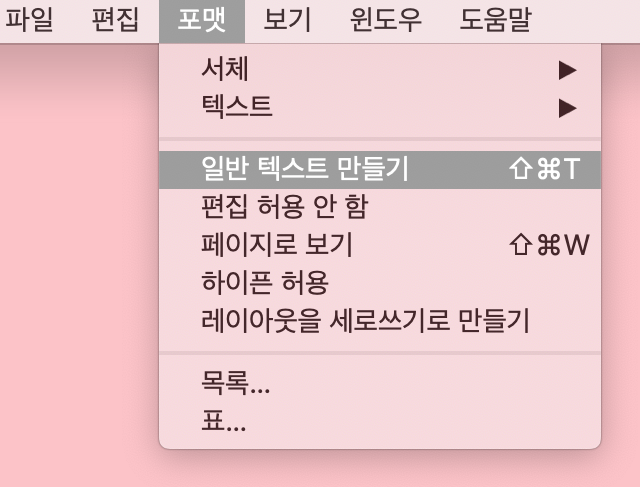 파일 편집 포맷 보기 윈도우 도움말
서체 ▶
텍스트 ▶
일반 텍스트 만들기 ⇧⌘T
편집 허용 안 함
페이지로 보기 ⇧⌘W
하이픈 허용
레이아웃을 세로쓰기로 만들기
목록...
표...